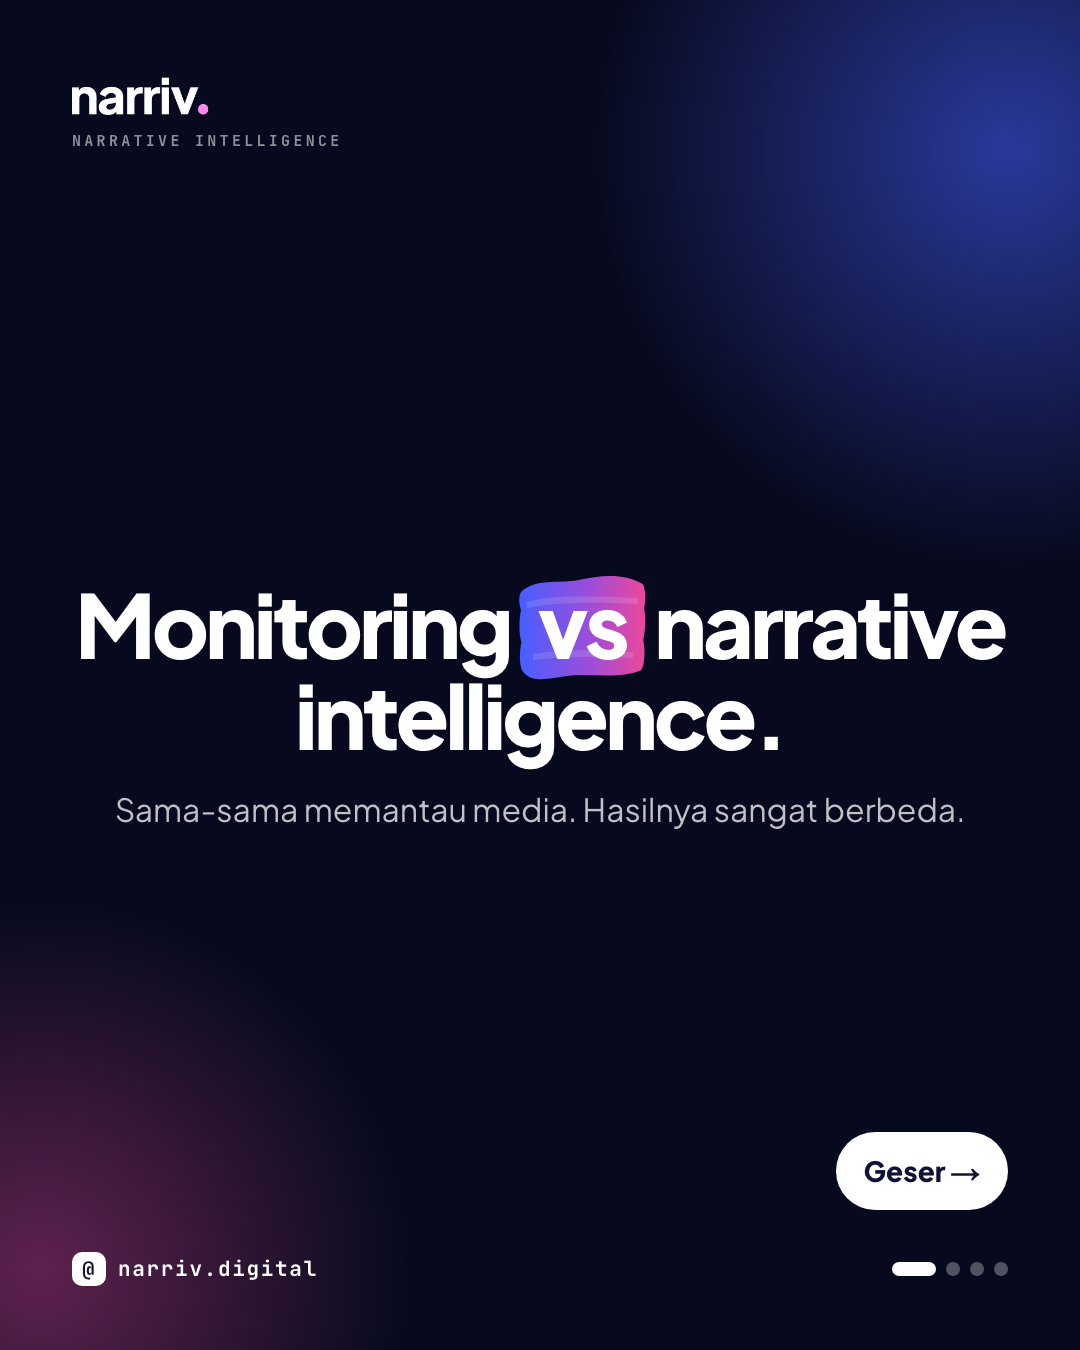 narriv.
NARRATIVE INTELLIGENCE
Monitoring vs narrative
intelligence.
Sama-sama memantau media. Hasilnya sangat berbeda.
Geser →
@ narriv.digital